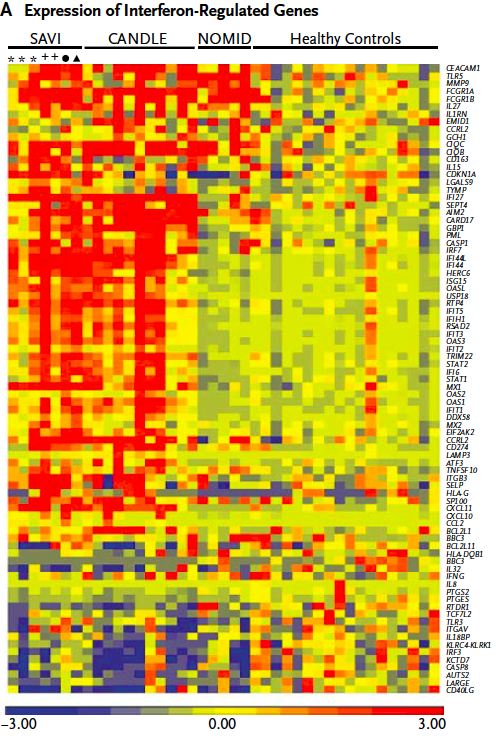 A Expression of Interferon-Regulated Genes
SAVI CANDLE NOMID Healthy Controls
* * * + + ● ▲
CEACAM1
TLR5
MMP9
FCGR1A
FCGR1B
IL27
IL1RN
EMID1
CCRL2
GCH1
C1QC
C1QB
CD163
IL15
CDKN1A
LGALS9
TYMP
IFI27
SEPT4
AIM2
CARD17
GBP1
PML
CASP1
IRF7
IFI44L
IFI44
HERC6
ISG15
OASL
USP18
RTP4
IFIT5
IFIH1
RSAD2
IFIT3
OAS3
IFIT2
TRIM22
STAT2
IFI6
STAT1
MX1
OAS2
OAS1
IFIT1
DDX58
MX2
EIF2AK2
CCRL2
CD274
LAMP3
ATF3
TNFSF10
ITGB3
SELP
HLA-G
SP100
CXCL11
CXCL10
CCL2
BCL2L1
BBC3
BCL2L11
HLA-DQB1
BBC3
IL32
IFNG
IL8
PTGS2
PTGES
PTDR1
TCF7L2
TLR3
ITGA2
IL18BP
KLRC4-KLRK1
IRF3
KCTD7
CASP8
AUTS2
LARGE
CD40LG
−3.00 0.00 3.00